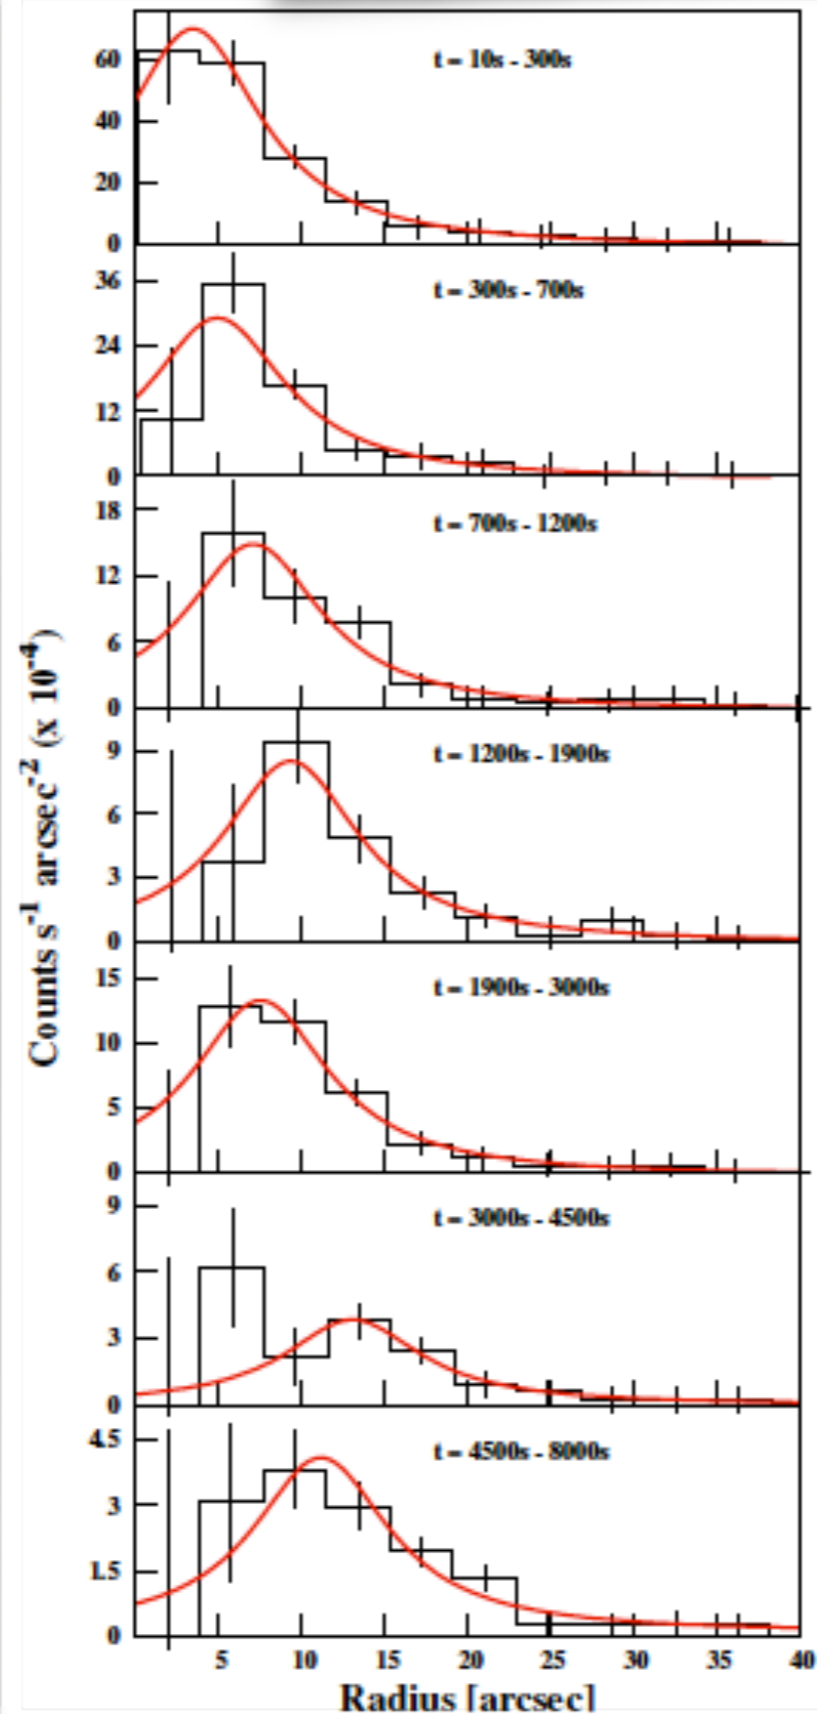 60
t = 10s - 300s
40
20
0
36
t = 300s - 700s
24
12
0
18
t = 700s - 1200s
12
6
0
9
t = 1200s - 1900s
6
3
0
15
t = 1900s - 3000s
10
5
0
9
t = 3000s - 4500s
6
3
0
4.5
t = 4500s - 8000s
3
1.5
0
5 10 15 20 25 30 35 40
Radius [arcsec]
Counts s⁻¹ arcsec⁻² (x 10⁻⁴)